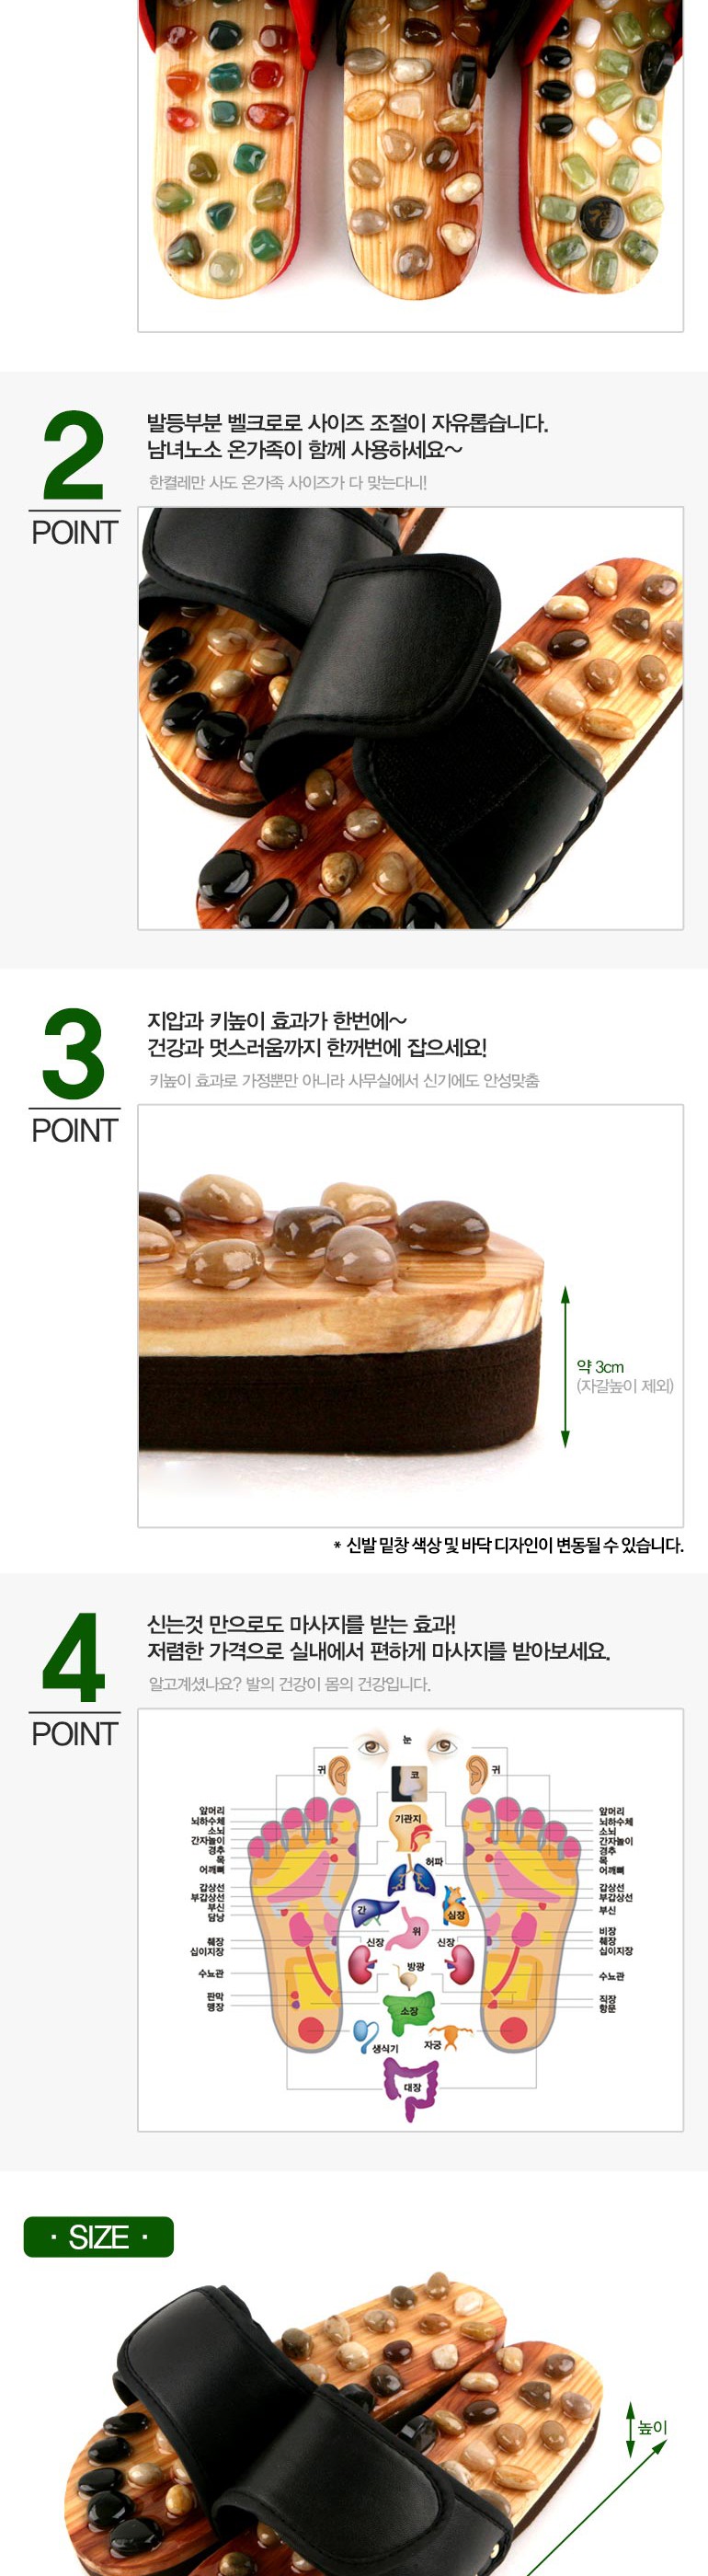 2
POINT
발등부분 벨크로로 사이즈 조절이 자유롭습니다.
남녀노소 온가족이 함께 사용하세요~
한켤레만 사도 온가족 사이즈가 다 맞는다니!
3
POINT
지압과 키높이 효과가 한번에~
건강과 멋스러움까지 한꺼번에 잡으세요!
키높이 효과로 가정뿐만 아니라 사무실에서 신기에도 안성맞춤
약 3cm
(자갈높이 제외)
* 신발 밑창 색상 및 바닥 디자인이 변동될 수 있습니다.
4
POINT
신는것 만으로도 마사지를 받는 효과!
저렴한 가격으로 실내에서 편하게 마사지를 받아보세요.
알고계셨나요? 발의 건강이 몸의 건강입니다.
눈
귀
코
귀
기관지
허파
간
심장
위
신장
신장
방광
소장
생식기
자궁
대장
앞머리
뇌하수체
소뇌
간자놀이
경추
목
어깨뼈
갑상선
부갑상선
부신
담낭
췌장
십이지장
수뇨관
판막
맹장
앞머리
뇌하수체
소뇌
간자놀이
경추
목
어깨뼈
갑상선
부갑상선
부신
비장
췌장
십이지장
수뇨관
직장
항문
· SIZE ·
높이